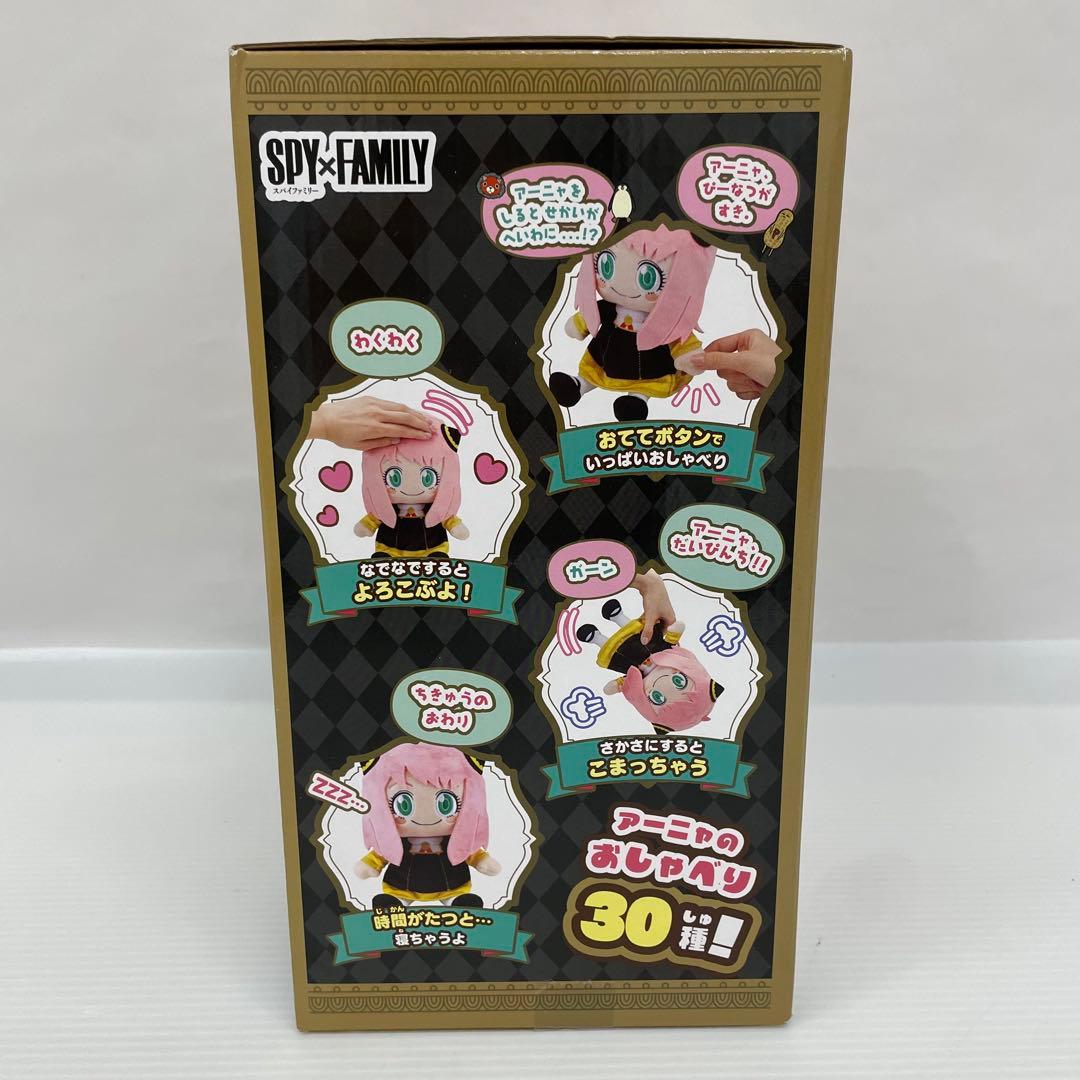 SPY×FAMILY
スパイファミリー
アーニャを
しるとせかいが
へいわに...!?
アーニャ、
ぴーなつが
すき。
おててボタンで
いっぱいおしゃべり
わくわく
なでなですると
よろこぶよ!
ガーン
アーニャ、
だいぴんち!!
さかさにすると
こまっちゃう
ちきゅうの
おわり
ZZZ...
じかん
時間がたつと…
ね
寝ちゃうよ
アーニャの
おしゃべり
しゅ
30種!